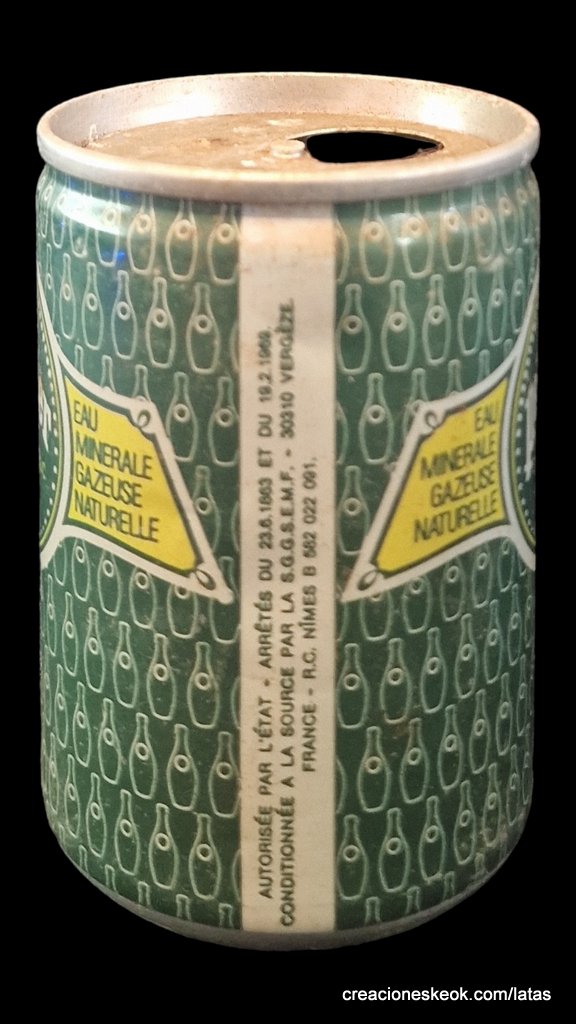 EAU
MINERALE
GAZEUSE
NATURELLE
AUTORISÉE PAR L'ÉTAT - ARRÊTÉS DU 23.6.1863 ET DU 19.2.1969.
CONDITIONNÉE A LA SOURCE PAR LA S.G.G.S.E.M.F. - 30310 VERGÈZE.
FRANCE - R.C. NÎMES B 562 022 091.
EAU
MINERALE
GAZEUSE
NATURELLE
creacioneskeok.com/latas